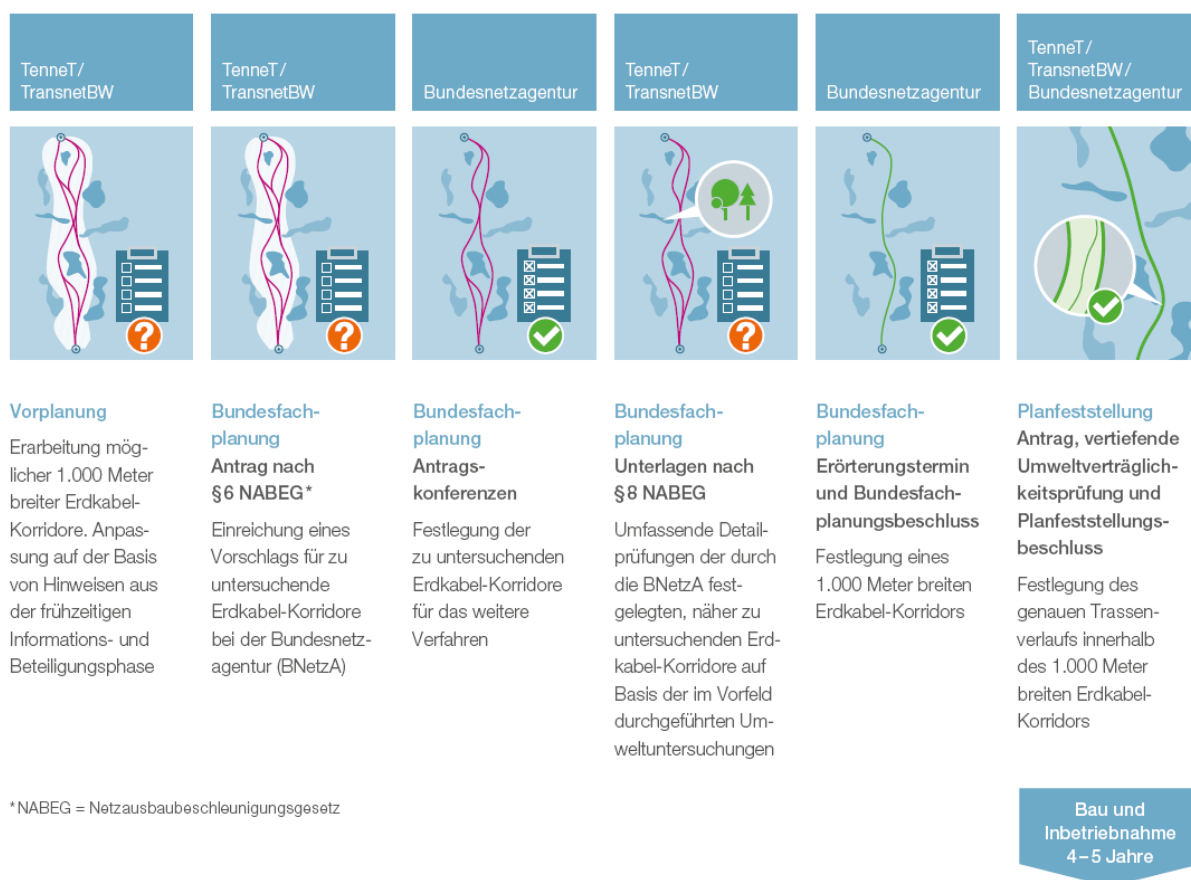 TenneT/
TransnetBW
TenneT/
TransnetBW
Bundesnetzagentur
TenneT/
TransnetBW
Bundesnetzagentur
TenneT/
TransnetBW/
Bundesnetzagentur
?
?
?
Vorplanung
Erarbeitung mög-
licher 1.000 Meter
breiter Erdkabel-
Korridore. Anpas-
sung auf der Basis
von Hinweisen aus
der frühzeitigen
Informations- und
Beteiligungsphase
Bundesfach-
planung
Antrag nach
§ 6 NABEG*
Einreichung eines
Vorschlags für zu
untersuchende
Erdkabel-Korridore
bei der Bundesnetz-
agentur (BNetzA)
Bundesfach-
planung
Antrags-
konferenzen
Festlegung der
zu untersuchenden
Erdkabel-Korridore
für das weitere
Verfahren
Bundesfach-
planung
Unterlagen nach
§ 8 NABEG
Umfassende Detail-
prüfungen der durch
die BNetzA fest-
gelegten, näher zu
untersuchenden Erd-
kabel-Korridore auf
Basis der im Vorfeld
durchgeführten Um-
weltuntersuchungen
Bundesfach-
planung
Erörterungstermin
und Bundesfach-
planungsbeschluss
Festlegung eines
1.000 Meter breiten
Erdkabel-Korridors
Planfeststellung
Antrag, vertiefende
Umweltverträglich-
keitsprüfung und
Planfeststellungs-
beschluss
Festlegung des
genauen Trassen-
verlaufs innerhalb
des 1.000 Meter
breiten Erdkabel-
Korridors
*NABEG = Netzausbaubeschleunigungsgesetz
Bau und
Inbetriebnahme
4–5 Jahre